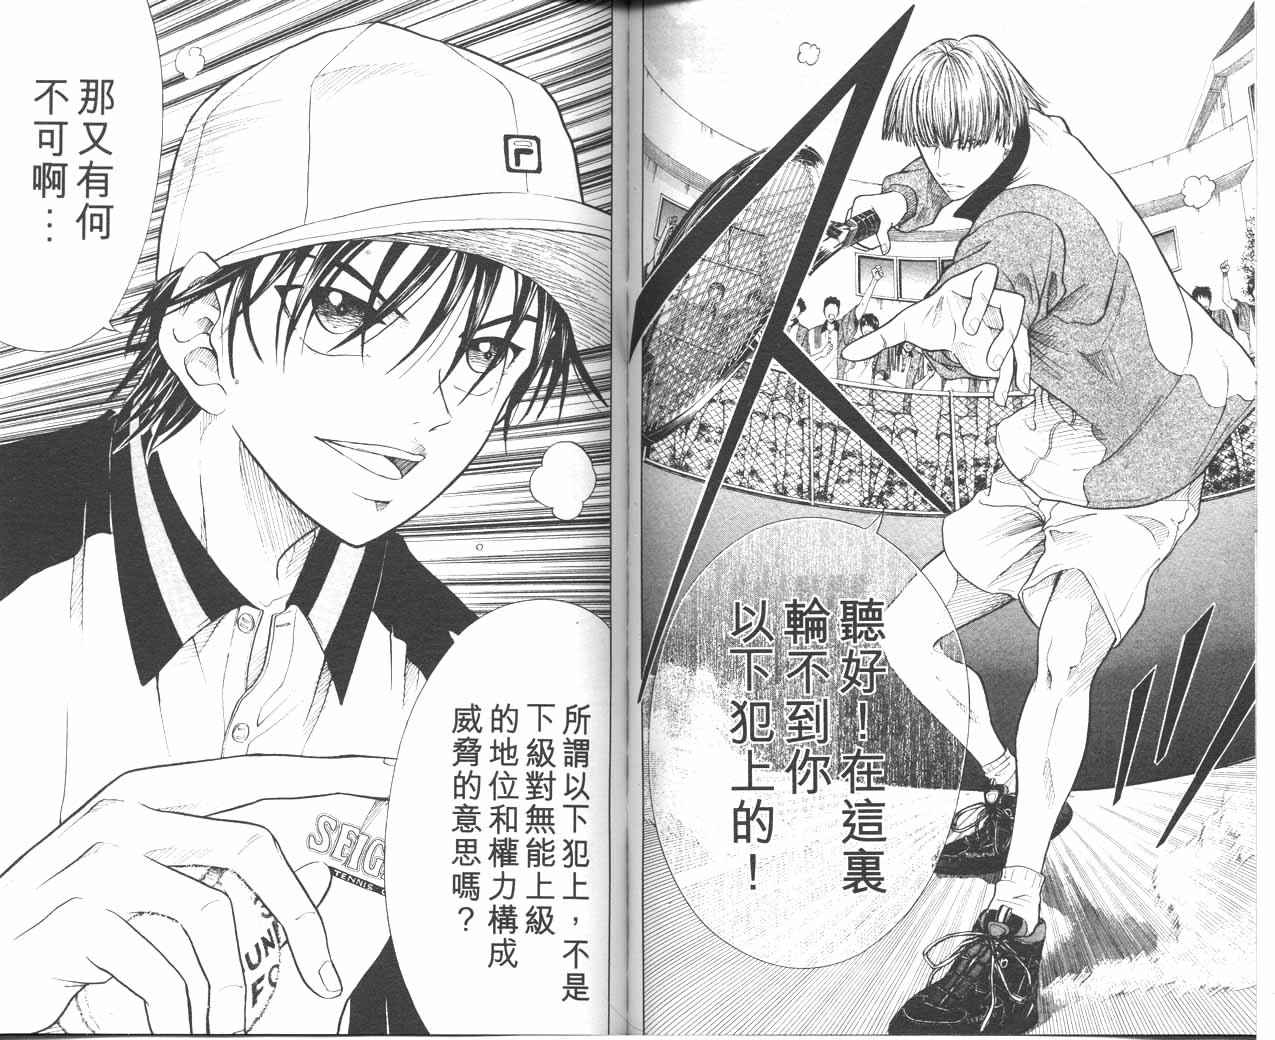 聽好！在這裏
輪不到你
以下犯上的！
所謂以下犯上，不是
下級對無能上級
的地位和權力構成
威脅的意思嗎？
那又有何
不可啊…
SEIG
TENNIS
UN
FO